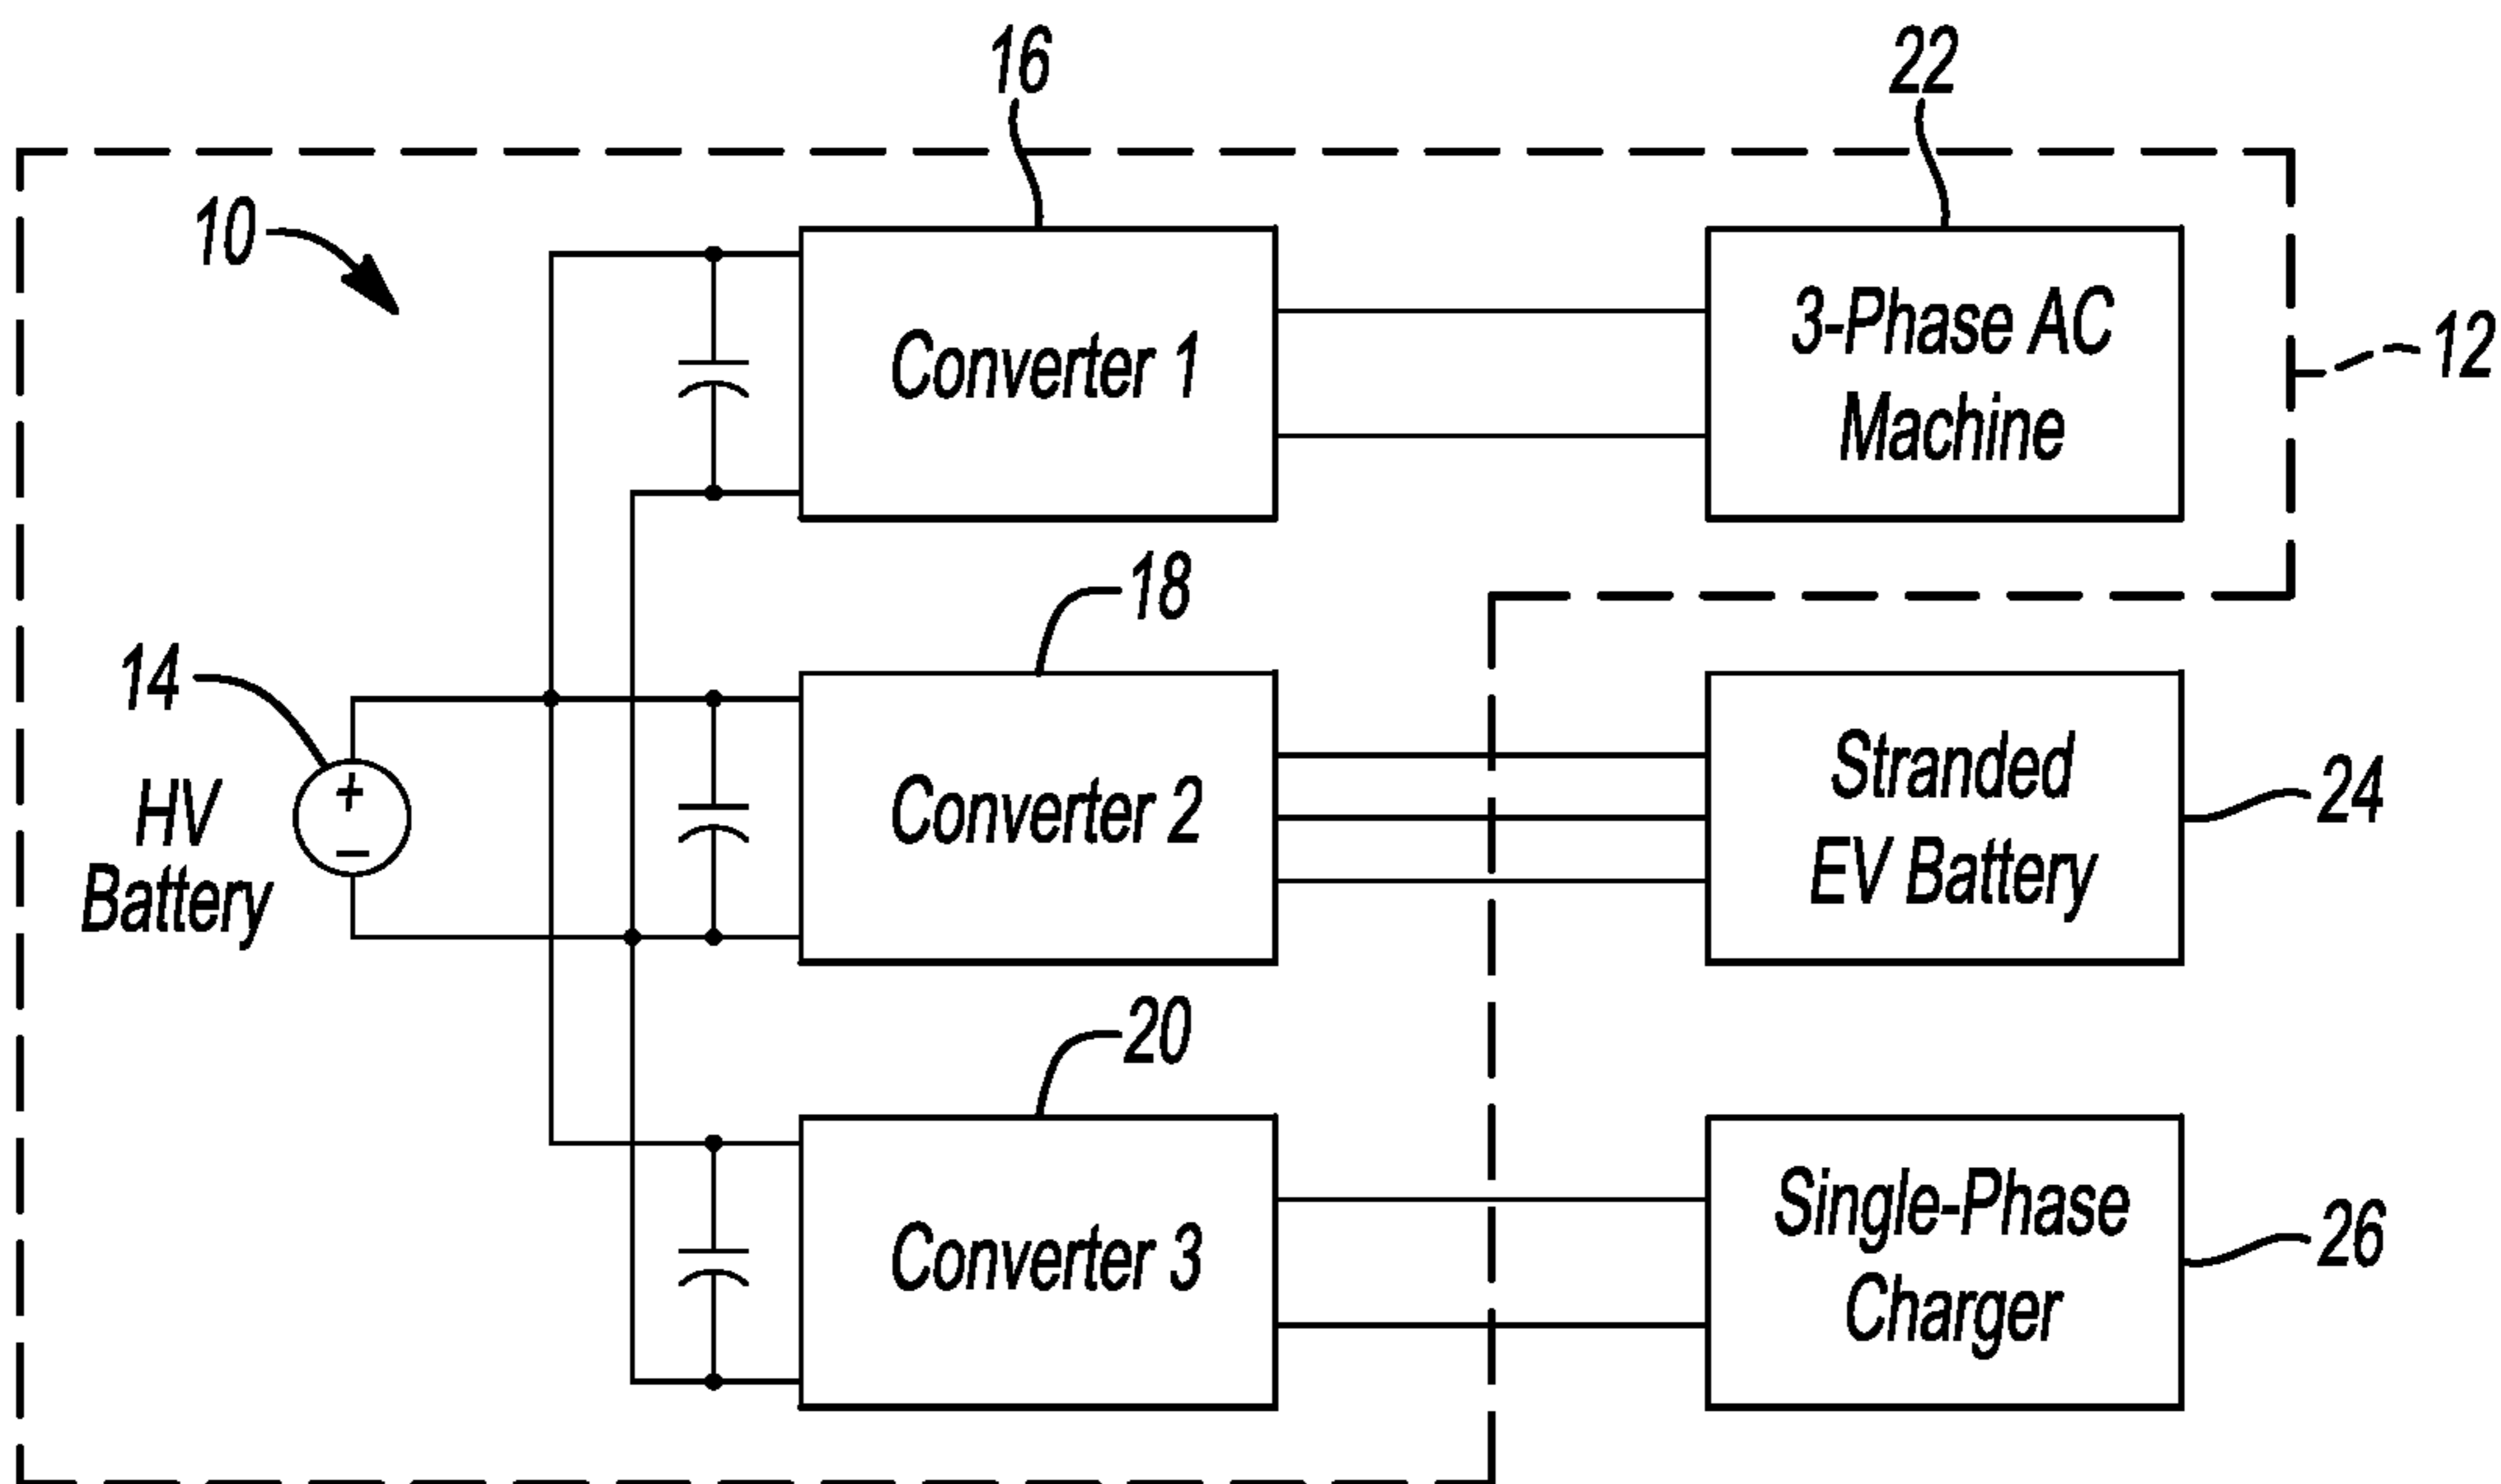 16
22
10
Converter 1
3-Phase AC
Machine
12
18
14
HV
Battery
+
−
Converter 2
Stranded
EV Battery
24
20
Converter 3
Single-Phase
Charger
26